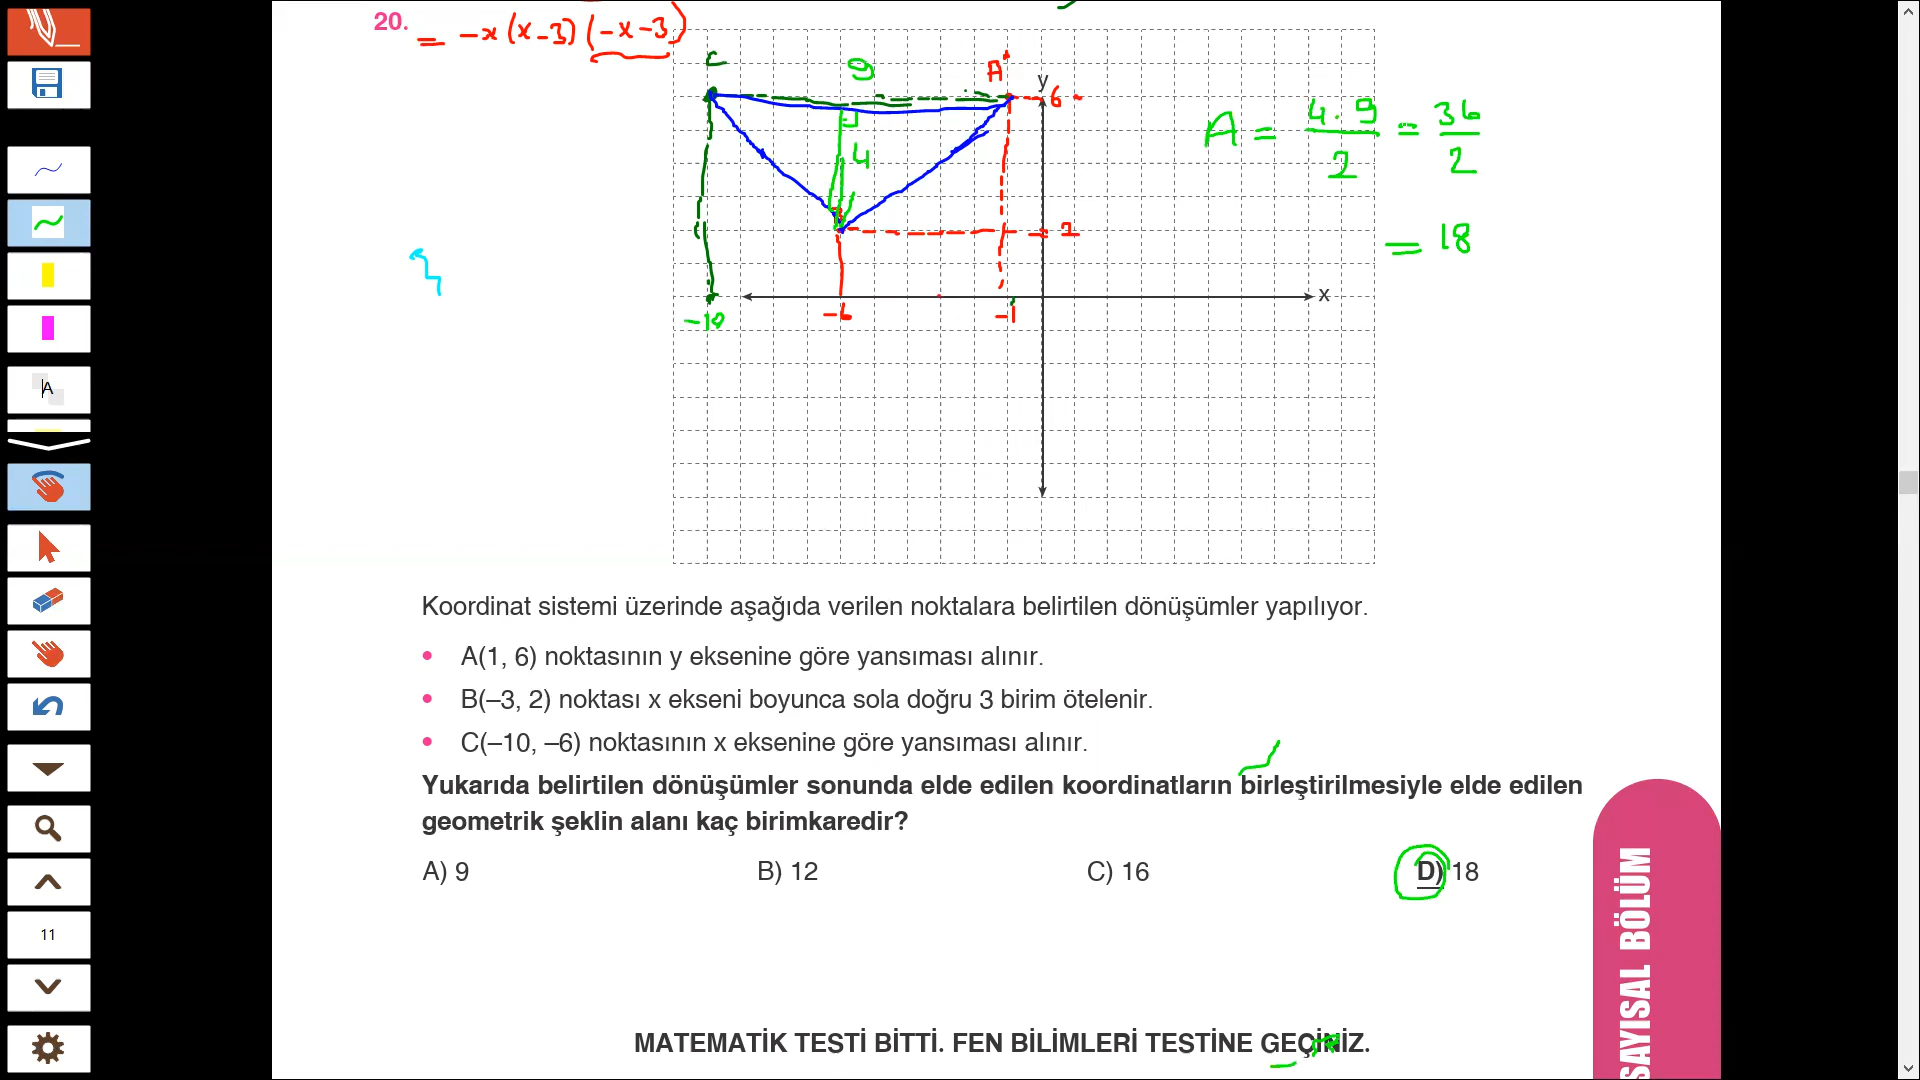 20.
= -x(x-3)(-x-3)
C
9
A'
y
6
4
A = 4.9/2 = 36/2
= 18
2
x
-10
-6
-1
Koordinat sistemi üzerinde aşağıda verilen noktalara belirtilen dönüşümler yapılıyor.
• A(1, 6) noktasının y eksenine göre yansıması alınır.
• B(–3, 2) noktası x ekseni boyunca sola doğru 3 birim ötelenir.
• C(–10, –6) noktasının x eksenine göre yansıması alınır.
Yukarıda belirtilen dönüşümler sonunda elde edilen koordinatların birleştirilmesiyle elde edilen
geometrik şeklin alanı kaç birimkaredir?
A) 9 B) 12 C) 16 D) 18
MATEMATİK TESTİ BİTTİ. FEN BİLİMLERİ TESTİNE GEÇİNİZ.
SAYISAL BÖLÜM
A
11